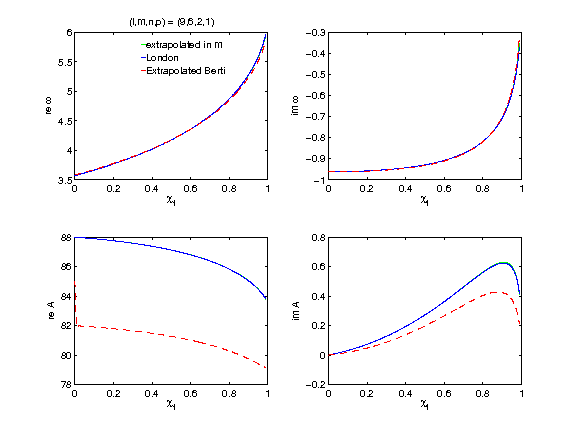 (l,m,n,p) = (9,6,2,1)
6
5.5
5
4.5
4
3.5
re ω
extrapolated in m
London
Extrapolated Berti
0 0.2 0.4 0.6 0.8 1
χf
−0.3
−0.4
−0.5
−0.6
−0.7
−0.8
−0.9
−1
im ω
0 0.2 0.4 0.6 0.8 1
χf
88
86
84
82
80
78
re A
0 0.2 0.4 0.6 0.8 1
χf
0.8
0.6
0.4
0.2
0
−0.2
im A
0 0.2 0.4 0.6 0.8 1
χf